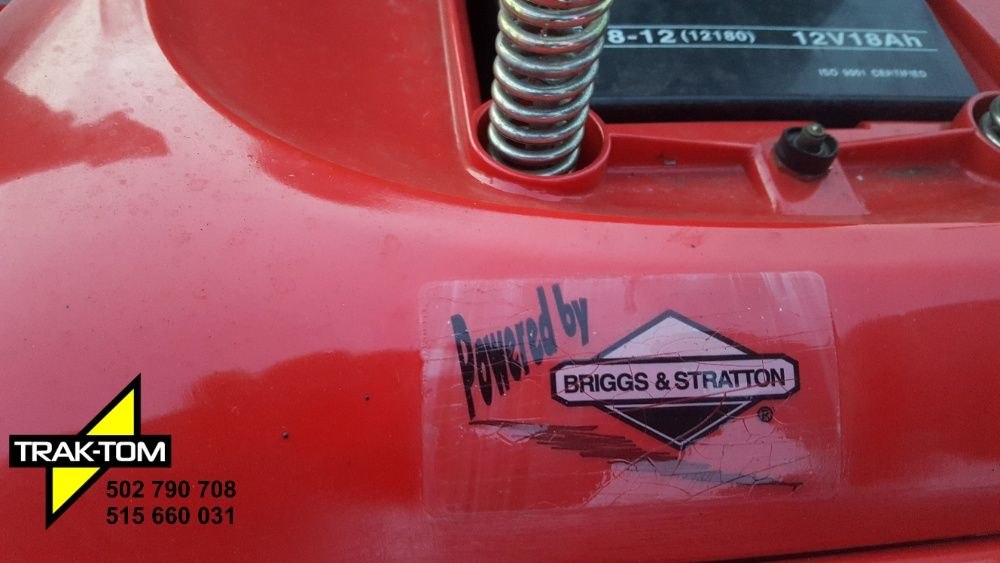 8-12 (12180) 12V18Ah
ISO 9001 CERTIFIED
Powered by
BRIGGS & STRATTON
®
TRAK-TOM
502 790 708
515 660 031